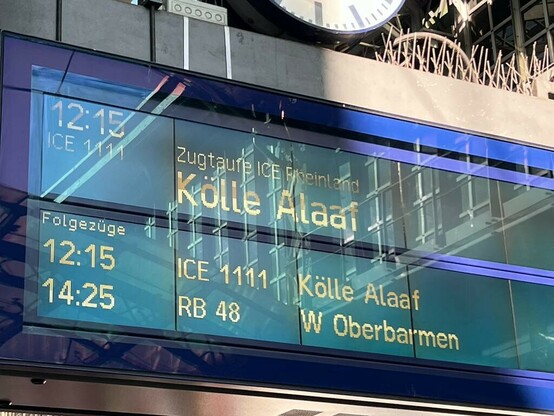 12:15
ICE 1111
Zugtaufe ICE Rheinland
Kölle Alaaf
Folgezüge
12:15 ICE 1111 Kölle Alaaf
14:25 RB 48 W Oberbarmen